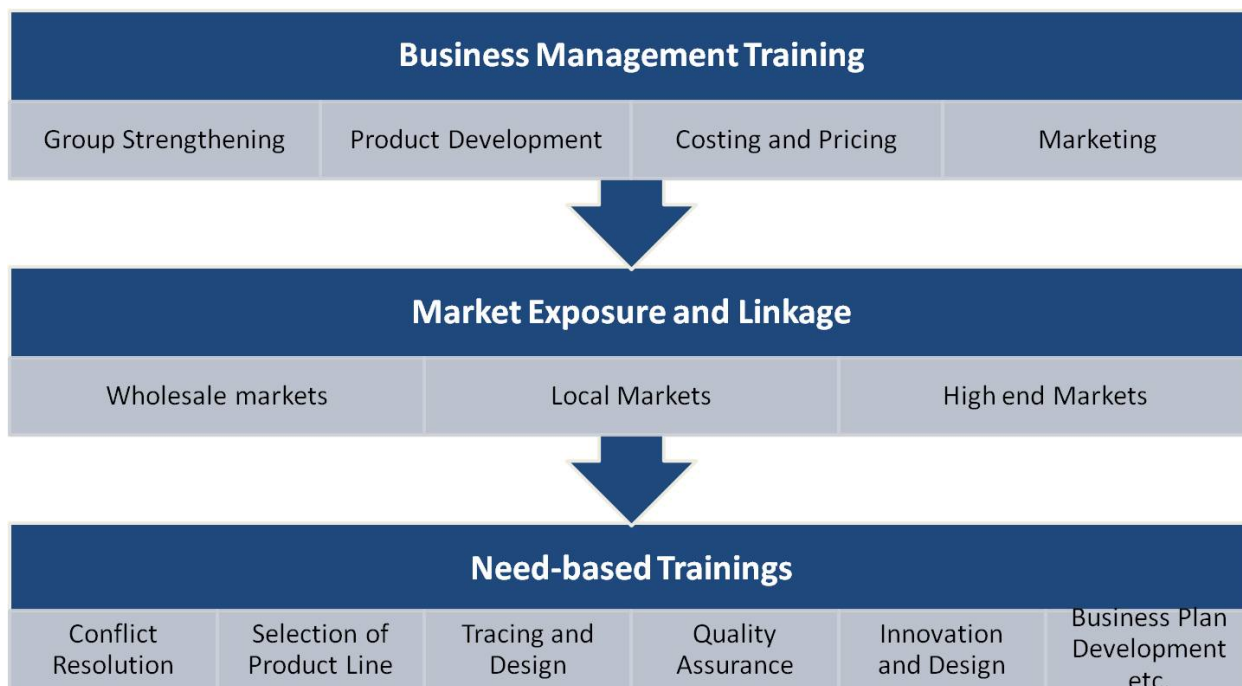 Business Management Training
Group Strengthening
Product Development
Costing and Pricing
Marketing
Market Exposure and Linkage
Wholesale markets
Local Markets
High end Markets
Need-based Trainings
Conflict
Resolution
Selection of
Product Line
Tracing and
Design
Quality
Assurance
Innovation
and Design
Business Plan
Development
etc